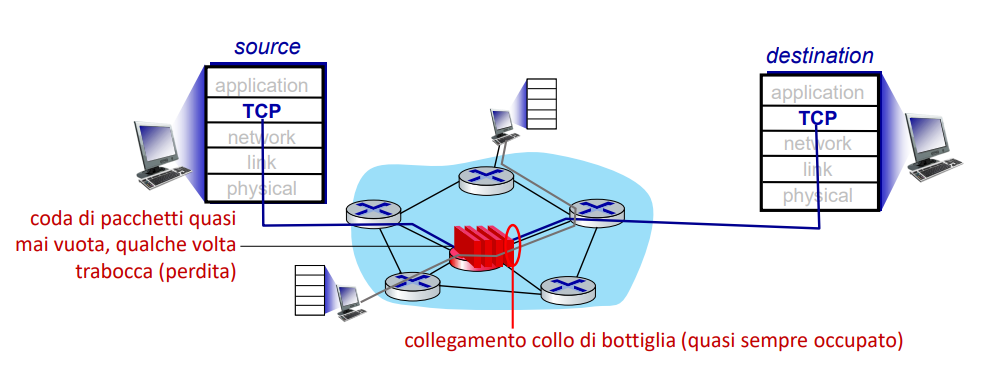 source
destination
application
TCP
network
link
physical
application
TCP
network
link
physical
coda di pacchetti quasi
mai vuota, qualche volta
trabocca (perdita)
collegamento collo di bottiglia (quasi sempre occupato)